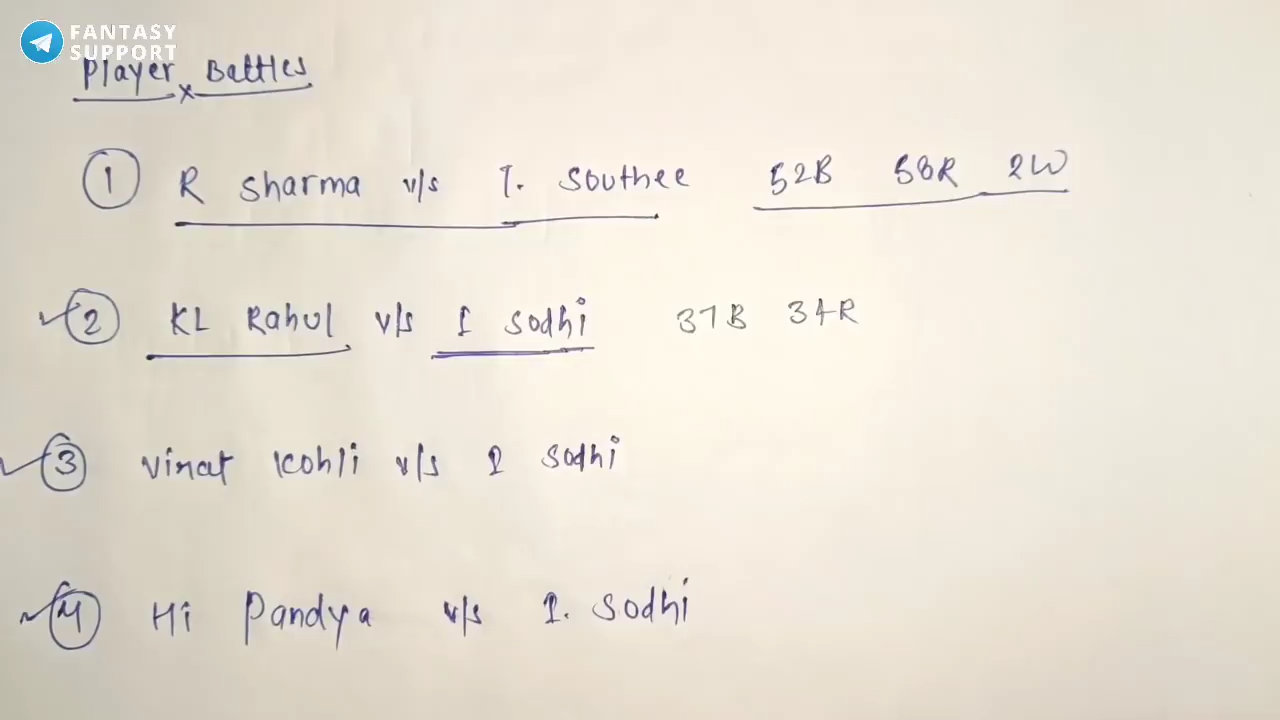 FANTASY
SUPPORT
Player Battles
1 R Sharma v/s T. Southee 52B 58R 2W
2 KL Rahul v/s I Sodhi 37B 34R
3 Virat Kohli v/s I Sodhi
4 Hi Pandya v/s I. Sodhi